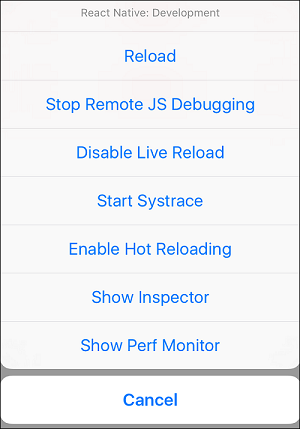 React Native: Development
Reload
Stop Remote JS Debugging
Disable Live Reload
Start Systrace
Enable Hot Reloading
Show Inspector
Show Perf Monitor
Cancel